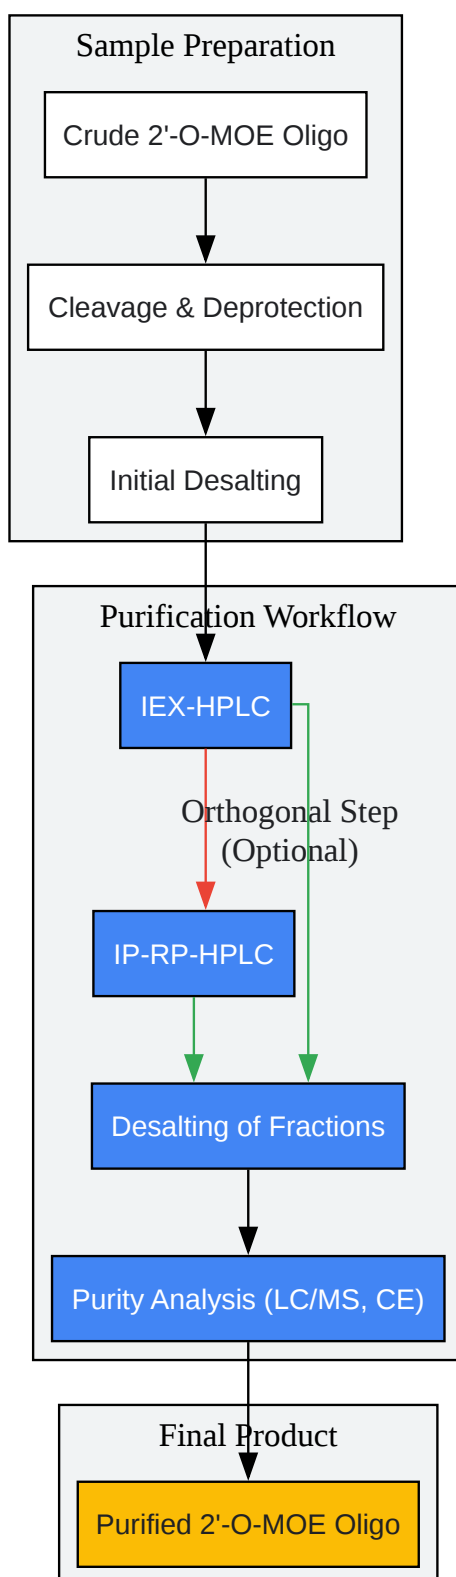 Sample Preparation
Crude 2'-O-MOE Oligo
Cleavage & Deprotection
Initial Desalting
Purification Workflow
IEX-HPLC
Orthogonal Step
(Optional)
IP-RP-HPLC
Desalting of Fractions
Purity Analysis (LC/MS, CE)
Final Product
Purified 2'-O-MOE Oligo